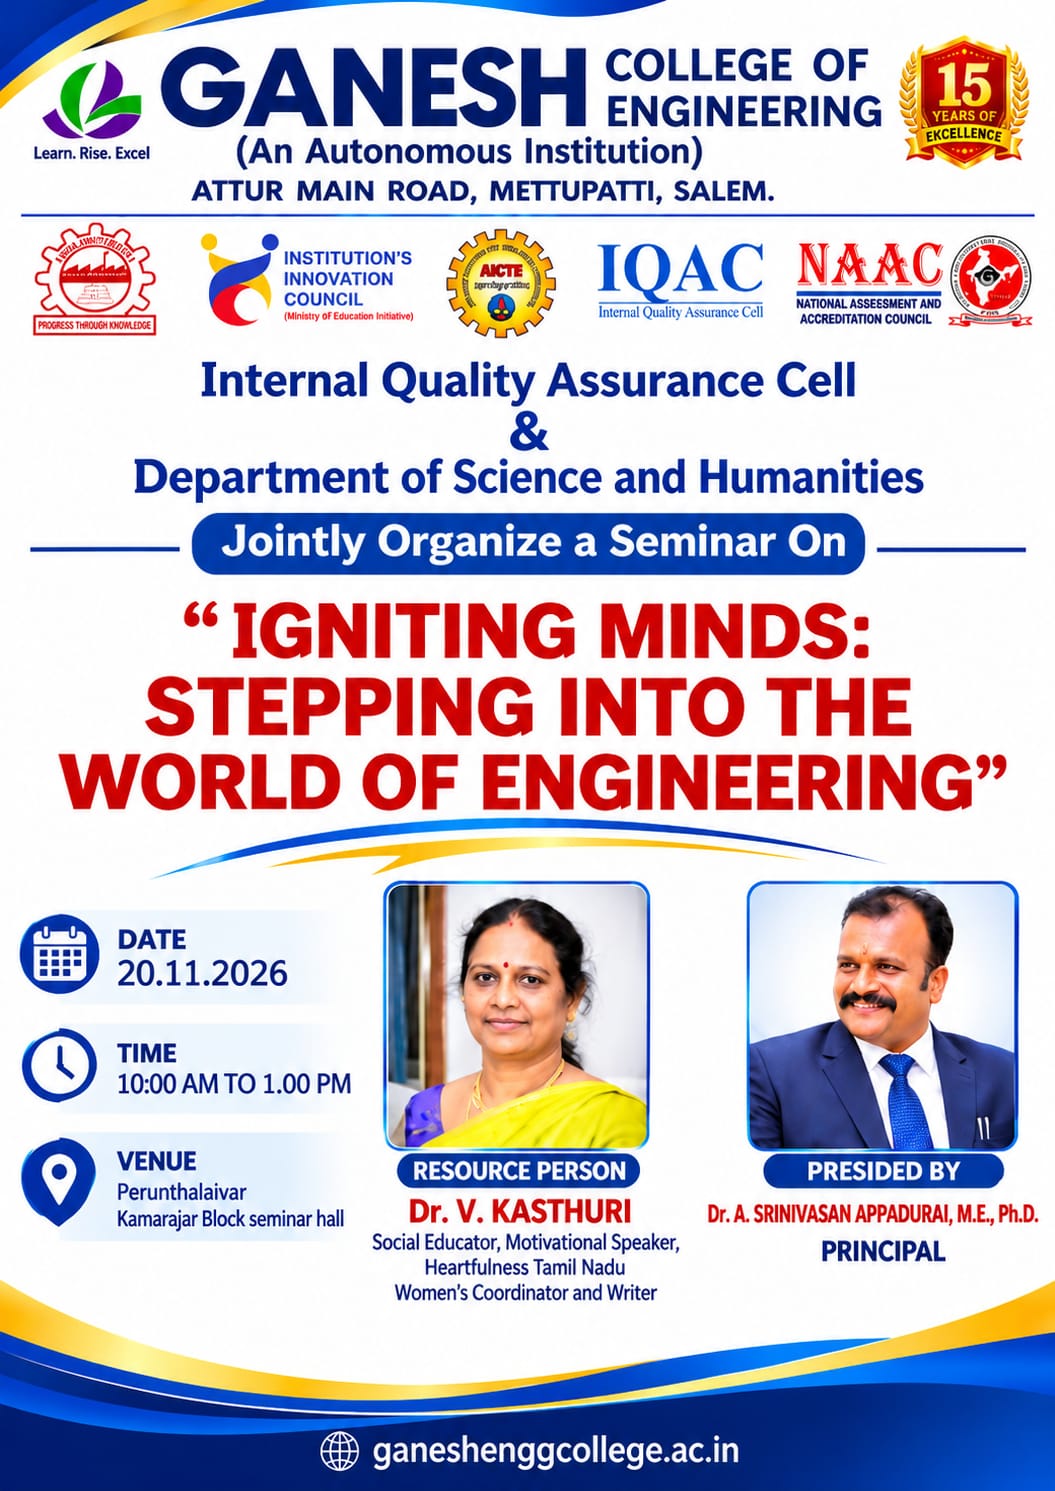 GANESH COLLEGE OF ENGINEERING
(An Autonomous Institution)
ATTUR MAIN ROAD, METTUPATTI, SALEM.
Learn. Rise. Excel
15
YEARS OF
EKCELLENCE
PROGRESS THROUGH KNOWLEDGE
INSTITUTION'S
INNOVATION
COUNCIL
(Ministry of Education Initiative)
AICTE
IQAC
Internal Quality Assurance Cell
NAAC
NATIONAL ASSESSMENT AND
ACCREDITATION COUNCIL
Internal Quality Assurance Cell
&
Department of Science and Humanities
Jointly Organize a Seminar On
“ IGNITING MINDS:
STEPPING INTO THE
WORLD OF ENGINEERING”
DATE
20.11.2026
TIME
10:00 AM TO 1.00 PM
VENUE
Perunthalaivar
Kamarajar Block seminar hall
RESOURCE PERSON
Dr. V. KASTHURI
Social Educator, Motivational Speaker,
Heartfulness Tamil Nadu
Women's Coordinator and Writer
PRESIDED BY
Dr. A. SRINIVASAN APPADURAI, M.E., Ph.D.
PRINCIPAL
ganeshenggcollege.ac.in